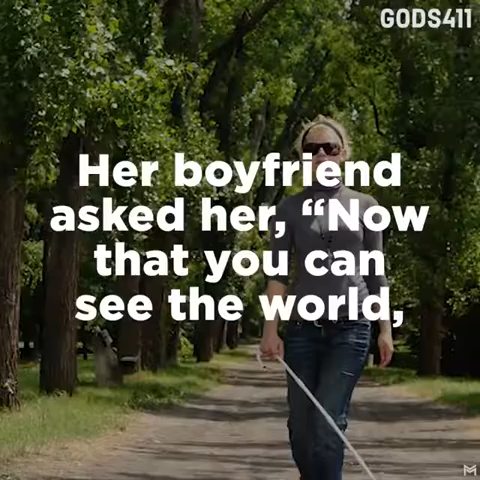 GODS411
Her boyfriend
asked her, “Now
that you can
see the world,